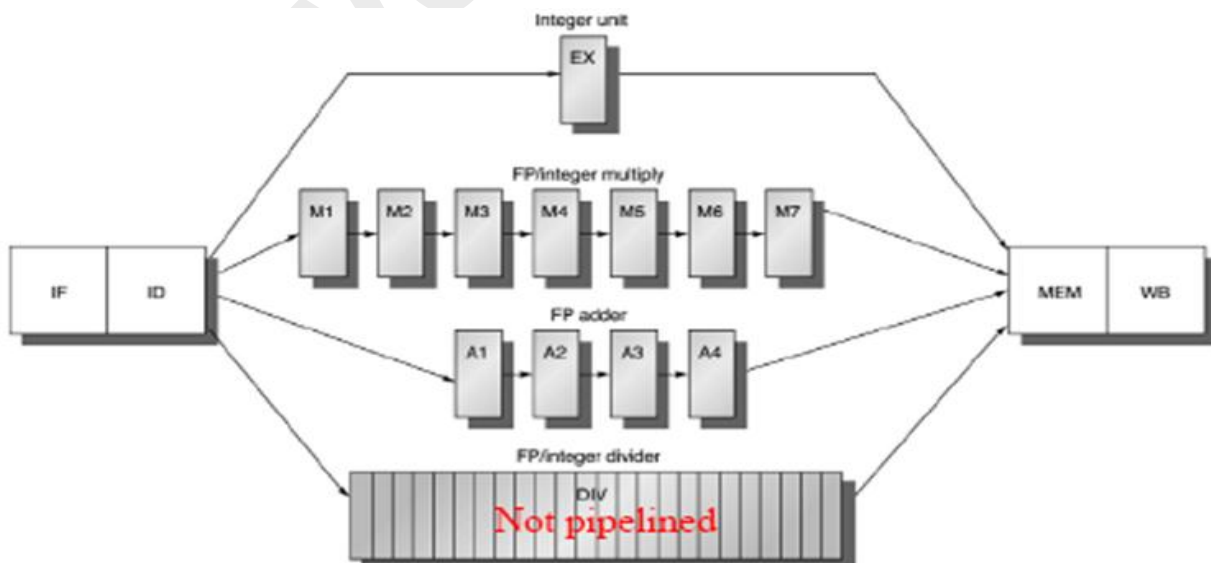 Integer unit
EX
FP/integer multiply
M1 M2 M3 M4 M5 M6 M7
IF ID
MEM WB
FP adder
A1 A2 A3 A4
FP/integer divider
DIV
Not pipelined